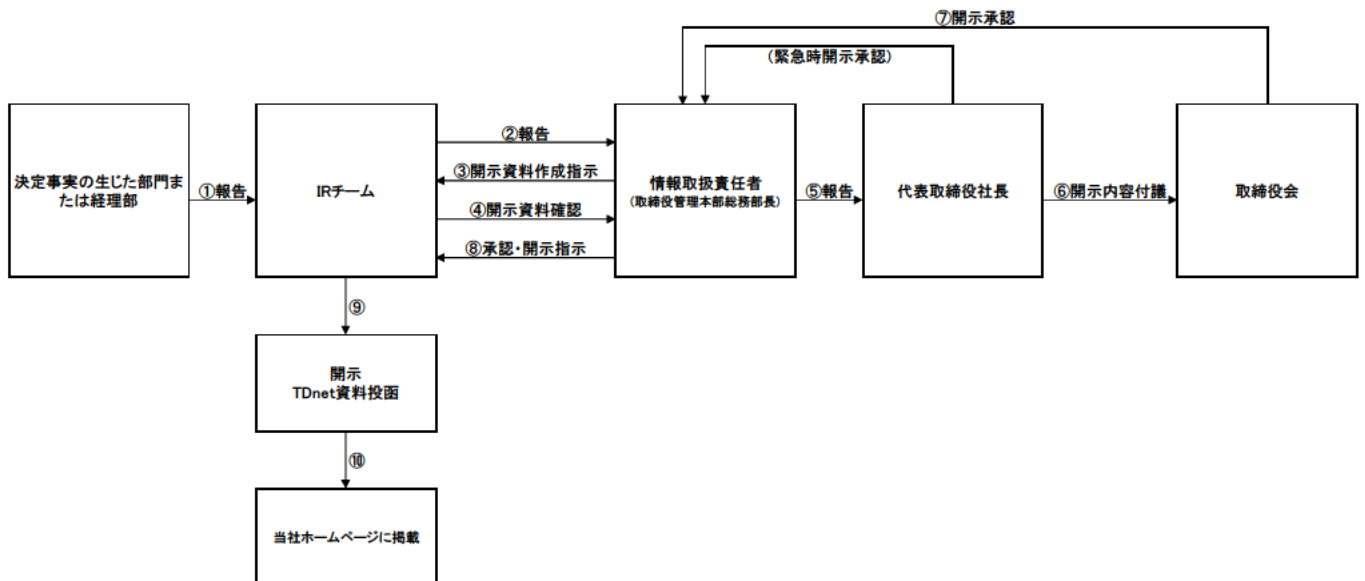 ⑦開示承認
(緊急時開示承認)
決定事実の生じた部門ま
たは経理部
①報告
IRチーム
②報告
③開示資料作成指示
④開示資料確認
⑧承認・開示指示
情報取扱責任者
(取締役管理本部総務部長)
⑤報告
代表取締役社長
⑥開示内容付議
取締役会
⑨
開示
TDnet資料投函
⑩
当社ホームページに掲載